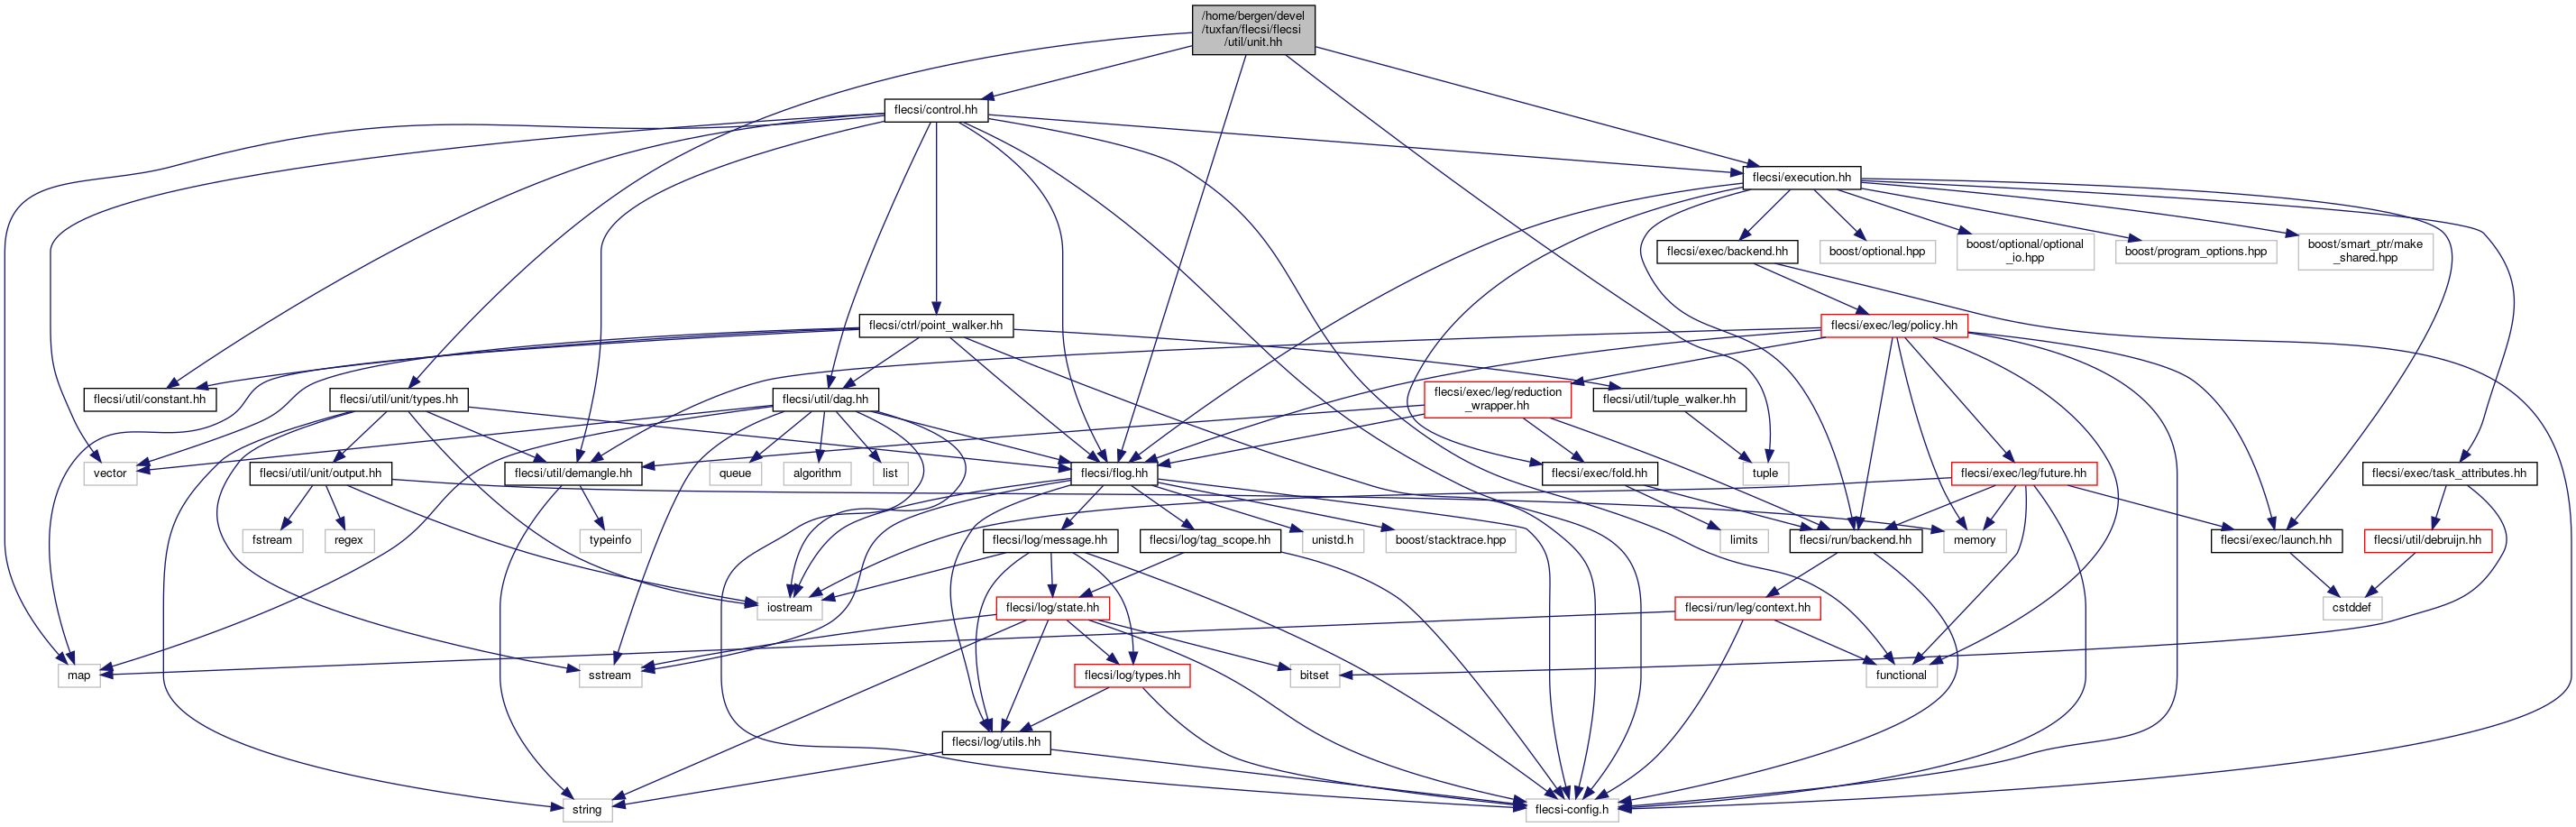 /home/bergen/devel
/tuxfan/flecsi/flecsi
/util/unit.hh
flecsi/control.hh
flecsi/execution.hh
flecsi/exec/backend.hh
boost/optional.hpp
boost/optional/optional
_io.hpp
boost/program_options.hpp
boost/smart_ptr/make
_shared.hpp
flecsi/ctrl/point_walker.hh
flecsi/exec/leg/policy.hh
flecsi/util/constant.hh
flecsi/util/unit/types.hh
flecsi/util/dag.hh
flecsi/exec/leg/reduction
_wrapper.hh
flecsi/util/tuple_walker.hh
vector
flecsi/util/unit/output.hh
flecsi/util/demangle.hh
queue
algorithm
list
flecsi/flog.hh
flecsi/exec/fold.hh
tuple
flecsi/exec/leg/future.hh
flecsi/exec/task_attributes.hh
fstream
regex
typeinfo
flecsi/log/message.hh
flecsi/log/tag_scope.hh
unistd.h
boost/stacktrace.hpp
limits
flecsi/run/backend.hh
memory
flecsi/exec/launch.hh
flecsi/util/debruijn.hh
iostream
flecsi/log/state.hh
flecsi/run/leg/context.hh
cstddef
map
sstream
flecsi/log/types.hh
bitset
functional
flecsi/log/utils.hh
string
flecsi-config.h